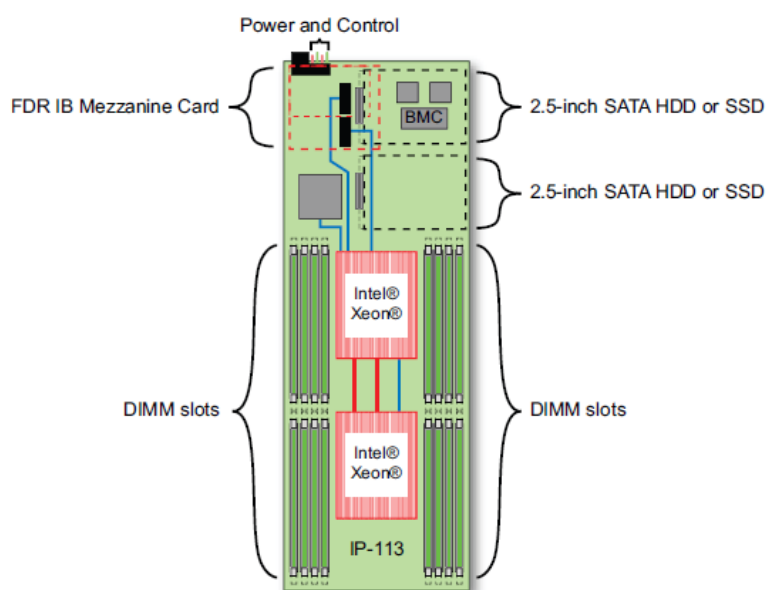 Power and Control
FDR IB Mezzanine Card
BMC
2.5-inch SATA HDD or SSD
2.5-inch SATA HDD or SSD
Intel®
Xeon®
DIMM slots
DIMM slots
Intel®
Xeon®
IP-113